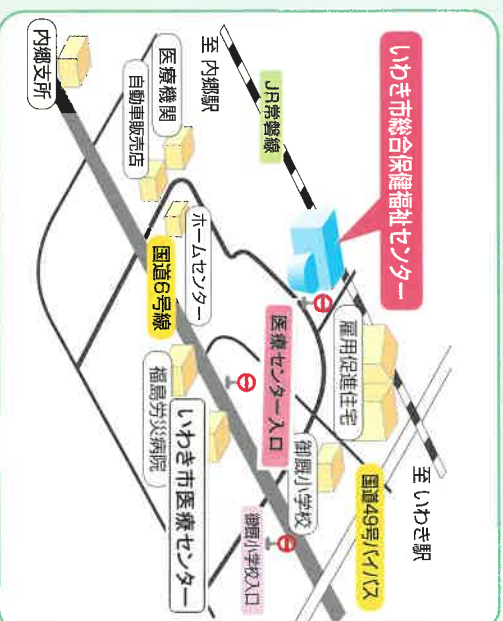 いわき市総合保健福祉センター
至 内郷駅
JR常磐線
医療機関
自動車販売店
内郷支所
ホームセンター
国道6号線
医療センター入口
雇用促進住宅
至 いわき駅
国道49号バイパス
御厩小学校
福島労災病院
いわき市医療センター
御厩小学校入口